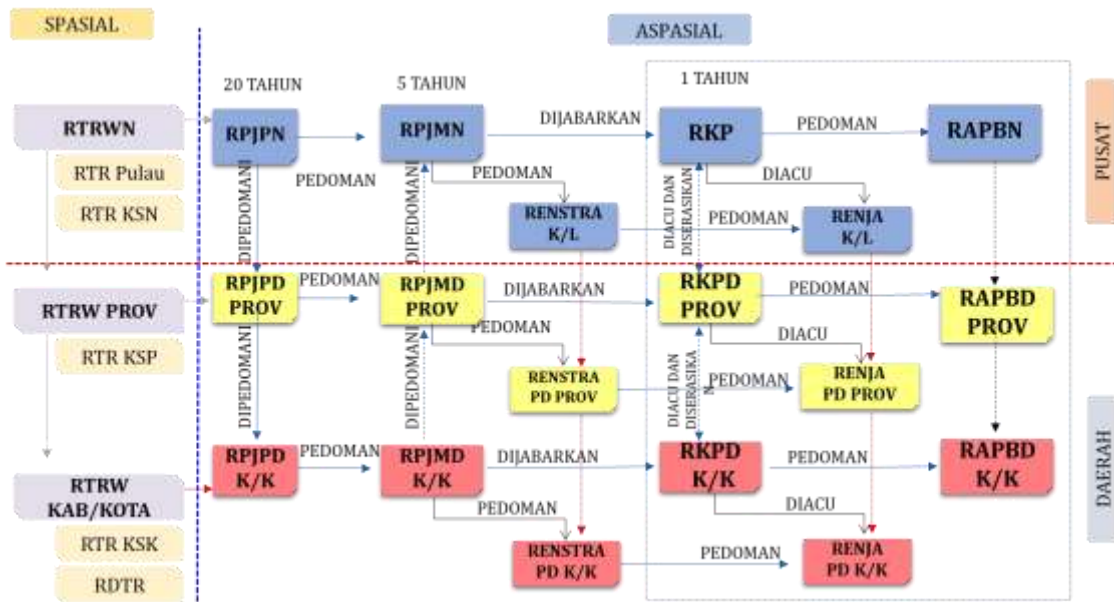 SPASIAL
ASPASIAL
20 TAHUN
5 TAHUN
1 TAHUN
RTRWN
RPJPN
RPJMN
DIJABARKAN
RKP
PEDOMAN
RAPBN
PUSAT
RTR Pulau
RTR KSN
DIPEDOMANI
PEDOMAN
DIPEDOMANI
PEDOMAN
RENSTRA
K/L
DIACU DAN
DISERASIKAN
DIACU
PEDOMAN
RENJA
K/L
RTRW PROV
RPJPD
PROV
PEDOMAN
RPJMD
PROV
DIJABARKAN
RKPD
PROV
PEDOMAN
RAPBD
PROV
RTR KSP
DIPEDOMANI
DIPEDOMANI
PEDOMAN
RENSTRA
PD PROV
DIACU DAN
DISERASIKA
N
DIACU
PEDOMAN
RENJA
PD PROV
RTRW
KAB/KOTA
RPJPD
K/K
PEDOMAN
RPJMD
K/K
DIJABARKAN
RKPD
K/K
PEDOMAN
RAPBD
K/K
DAERAH
RTR KSK
RDTR
PEDOMAN
RENSTRA
PD K/K
DIACU
PEDOMAN
RENJA
PD K/K